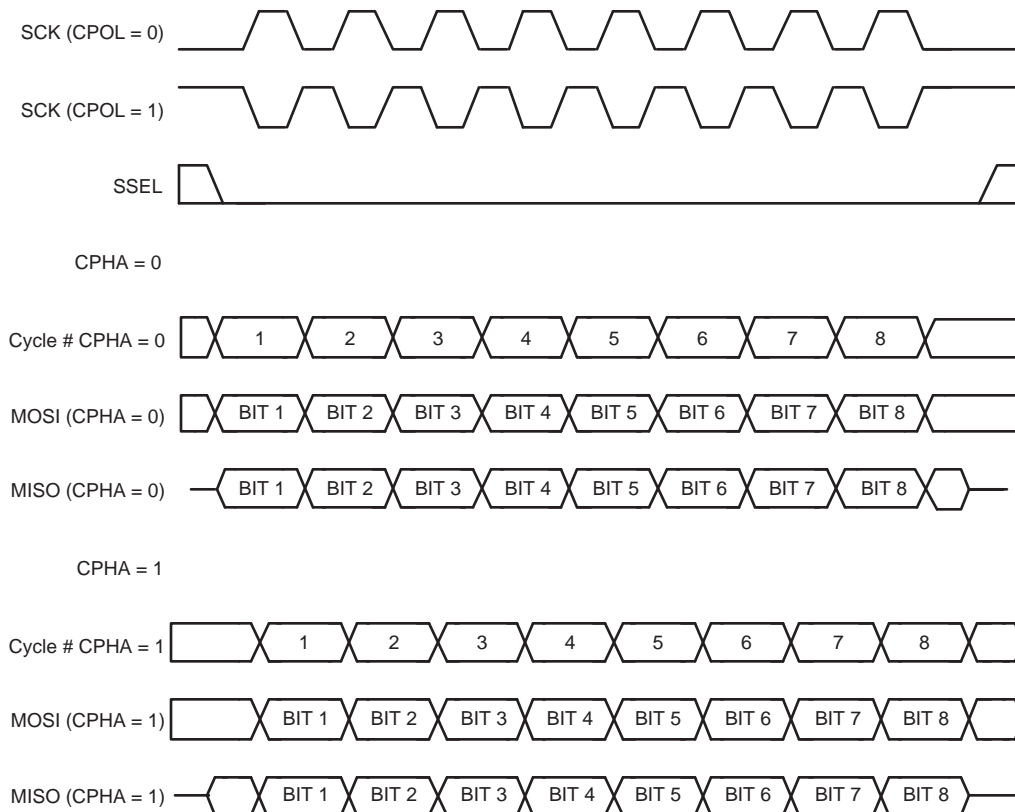 SCK (CPOL = 0)
SCK (CPOL = 1)
SSEL
CPHA = 0
Cycle # CPHA = 0 1 2 3 4 5 6 7 8
MOSI (CPHA = 0) BIT 1 BIT 2 BIT 3 BIT 4 BIT 5 BIT 6 BIT 7 BIT 8
MISO (CPHA = 0) BIT 1 BIT 2 BIT 3 BIT 4 BIT 5 BIT 6 BIT 7 BIT 8
CPHA = 1
Cycle # CPHA = 1 1 2 3 4 5 6 7 8
MOSI (CPHA = 1) BIT 1 BIT 2 BIT 3 BIT 4 BIT 5 BIT 6 BIT 7 BIT 8
MISO (CPHA = 1) BIT 1 BIT 2 BIT 3 BIT 4 BIT 5 BIT 6 BIT 7 BIT 8